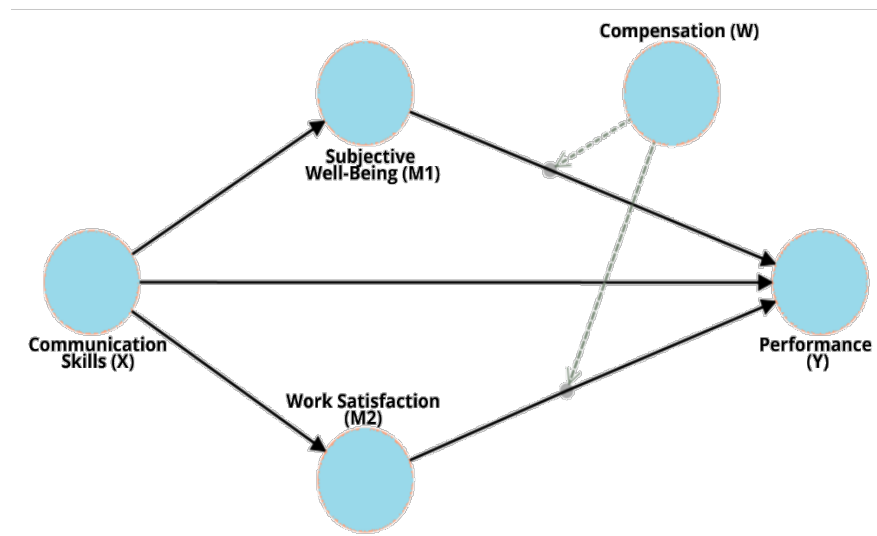 Compensation (W)
Subjective
Well-Being (M1)
Communication
Skills (X)
Performance
(Y)
Work Satisfaction
(M2)